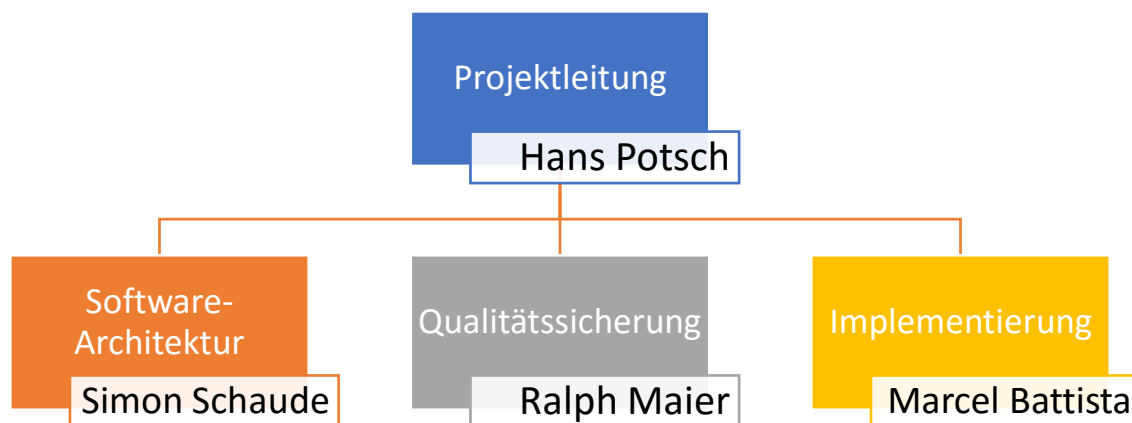 Projektleitung
Hans Potsch
Software-
Architektur
Simon Schaude
Qualitätssicherung
Ralph Maier
Implementierung
Marcel Battista